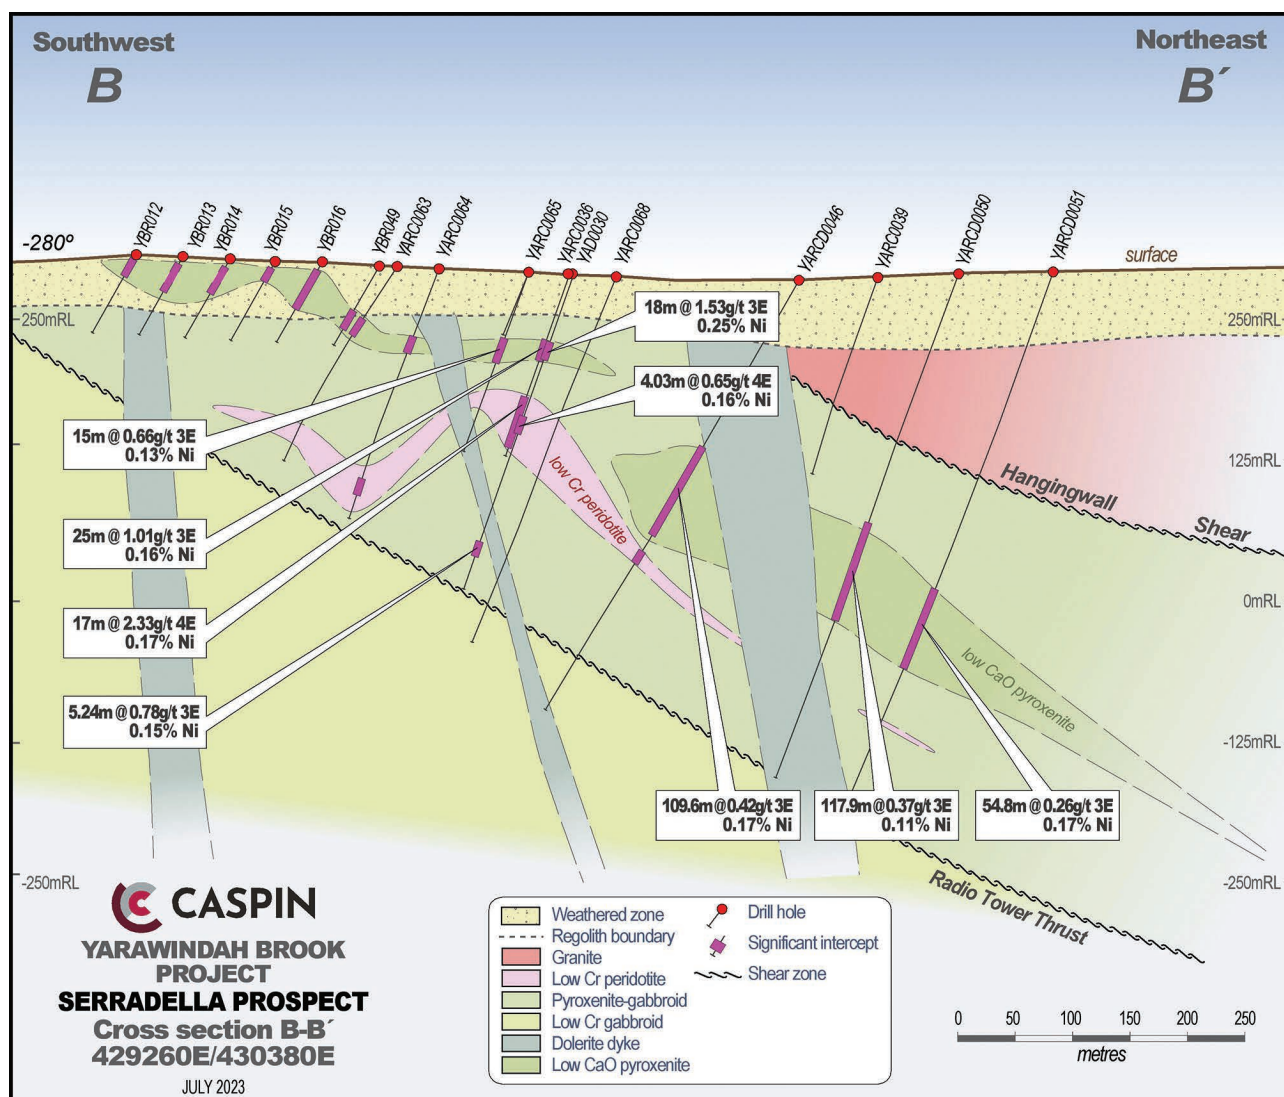 Southwest
B
Northeast
B´
-280º
YBR012
YBR013
YBR014
YBR015
YBR016
YBR049
YARC0063
YARC0064
YARC0065
YARC0036
YAD0030
YARC0068
YARCD0046
YARC0039
YARCD0050
YARCD0051
surface
250mRL
250mRL
18m @ 1.53g/t 3E
0.25% Ni
4.03m @ 0.65g/t 4E
0.16% Ni
15m @ 0.66g/t 3E
0.13% Ni
125mRL
low Cr peridotite
Hangingwall
Shear
25m @ 1.01g/t 3E
0.16% Ni
0mRL
17m @ 2.33g/t 4E
0.17% Ni
low CaO pyroxenite
5.24m @ 0.78g/t 3E
0.15% Ni
-125mRL
109.6m @ 0.42g/t 3E
0.17% Ni
117.9m @ 0.37g/t 3E
0.11% Ni
54.8m @ 0.26g/t 3E
0.17% Ni
-250mRL
-250mRL
Radio Tower Thrust
CASPIN
YARAWINDAH BROOK
PROJECT
SERRADELLA PROSPECT
Cross section B-B´
429260E/430380E
JULY 2023
Weathered zone
Regolith boundary
Granite
Low Cr peridotite
Pyroxenite-gabbroid
Low Cr gabbroid
Dolerite dyke
Low CaO pyroxenite
Drill hole
Significant intercept
Shear zone
0 50 100 150 200 250
metres